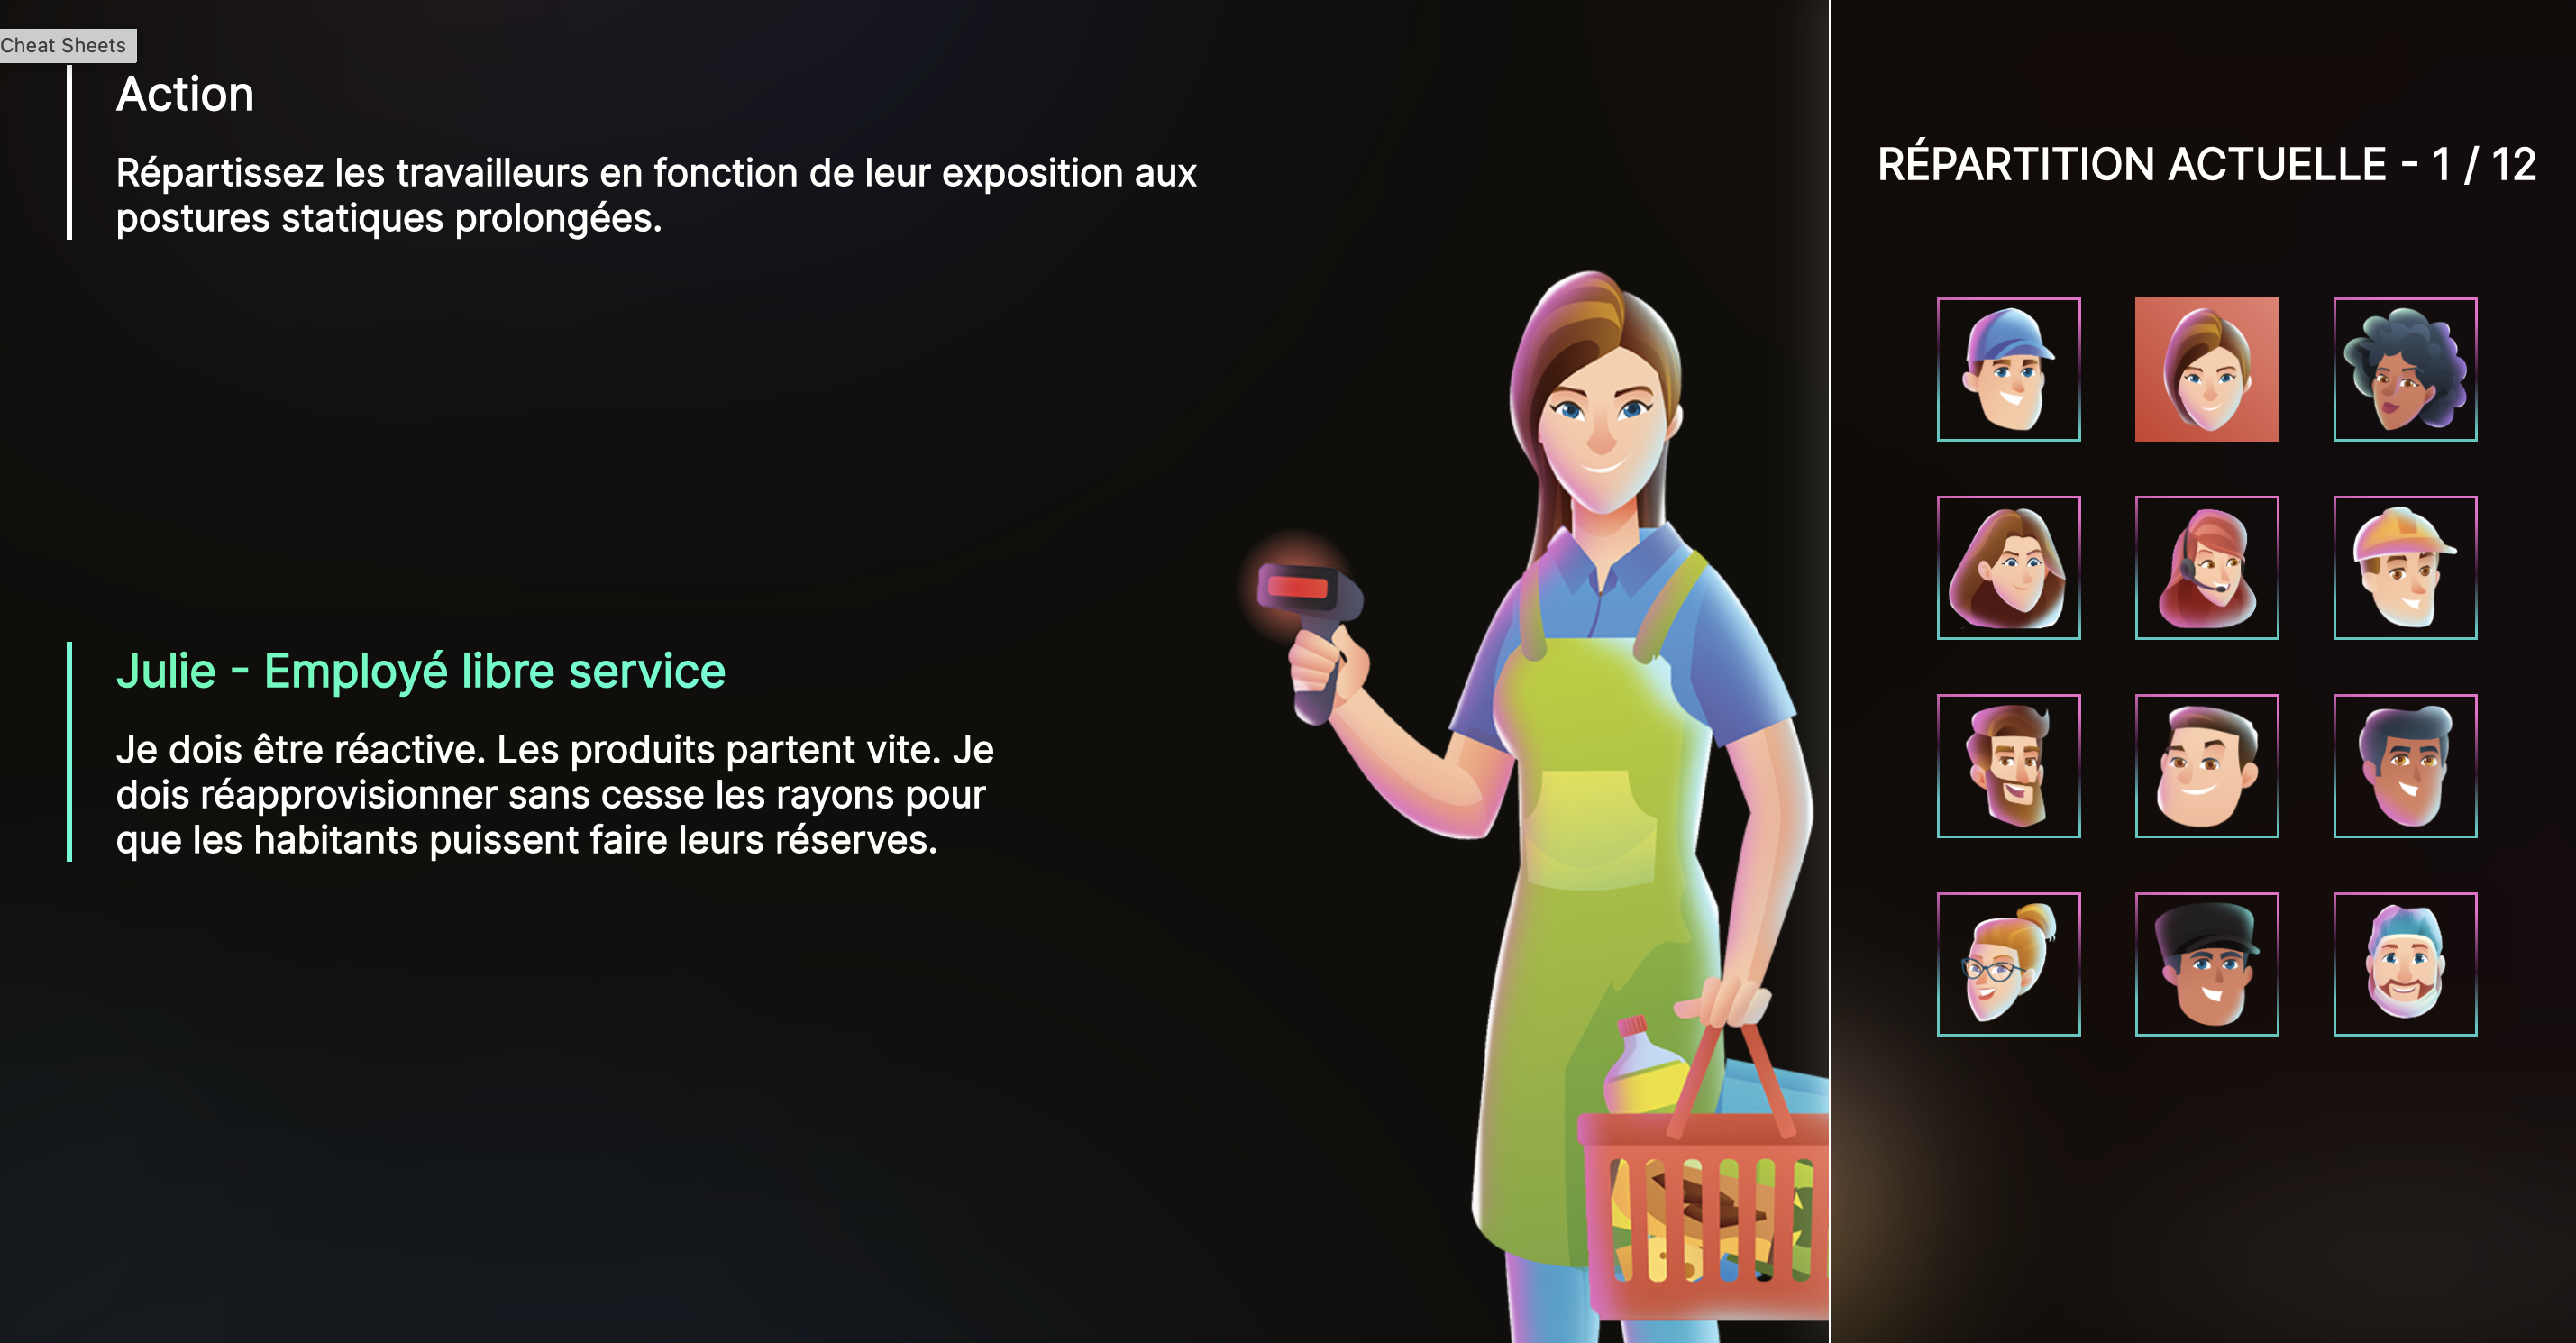 Cheat Sheets
Action
Répartissez les travailleurs en fonction de leur exposition aux
postures statiques prolongées.
Julie - Employé libre service
Je dois être réactive. Les produits partent vite. Je
dois réapprovisionner sans cesse les rayons pour
que les habitants puissent faire leurs réserves.
RÉPARTITION ACTUELLE - 1 / 12